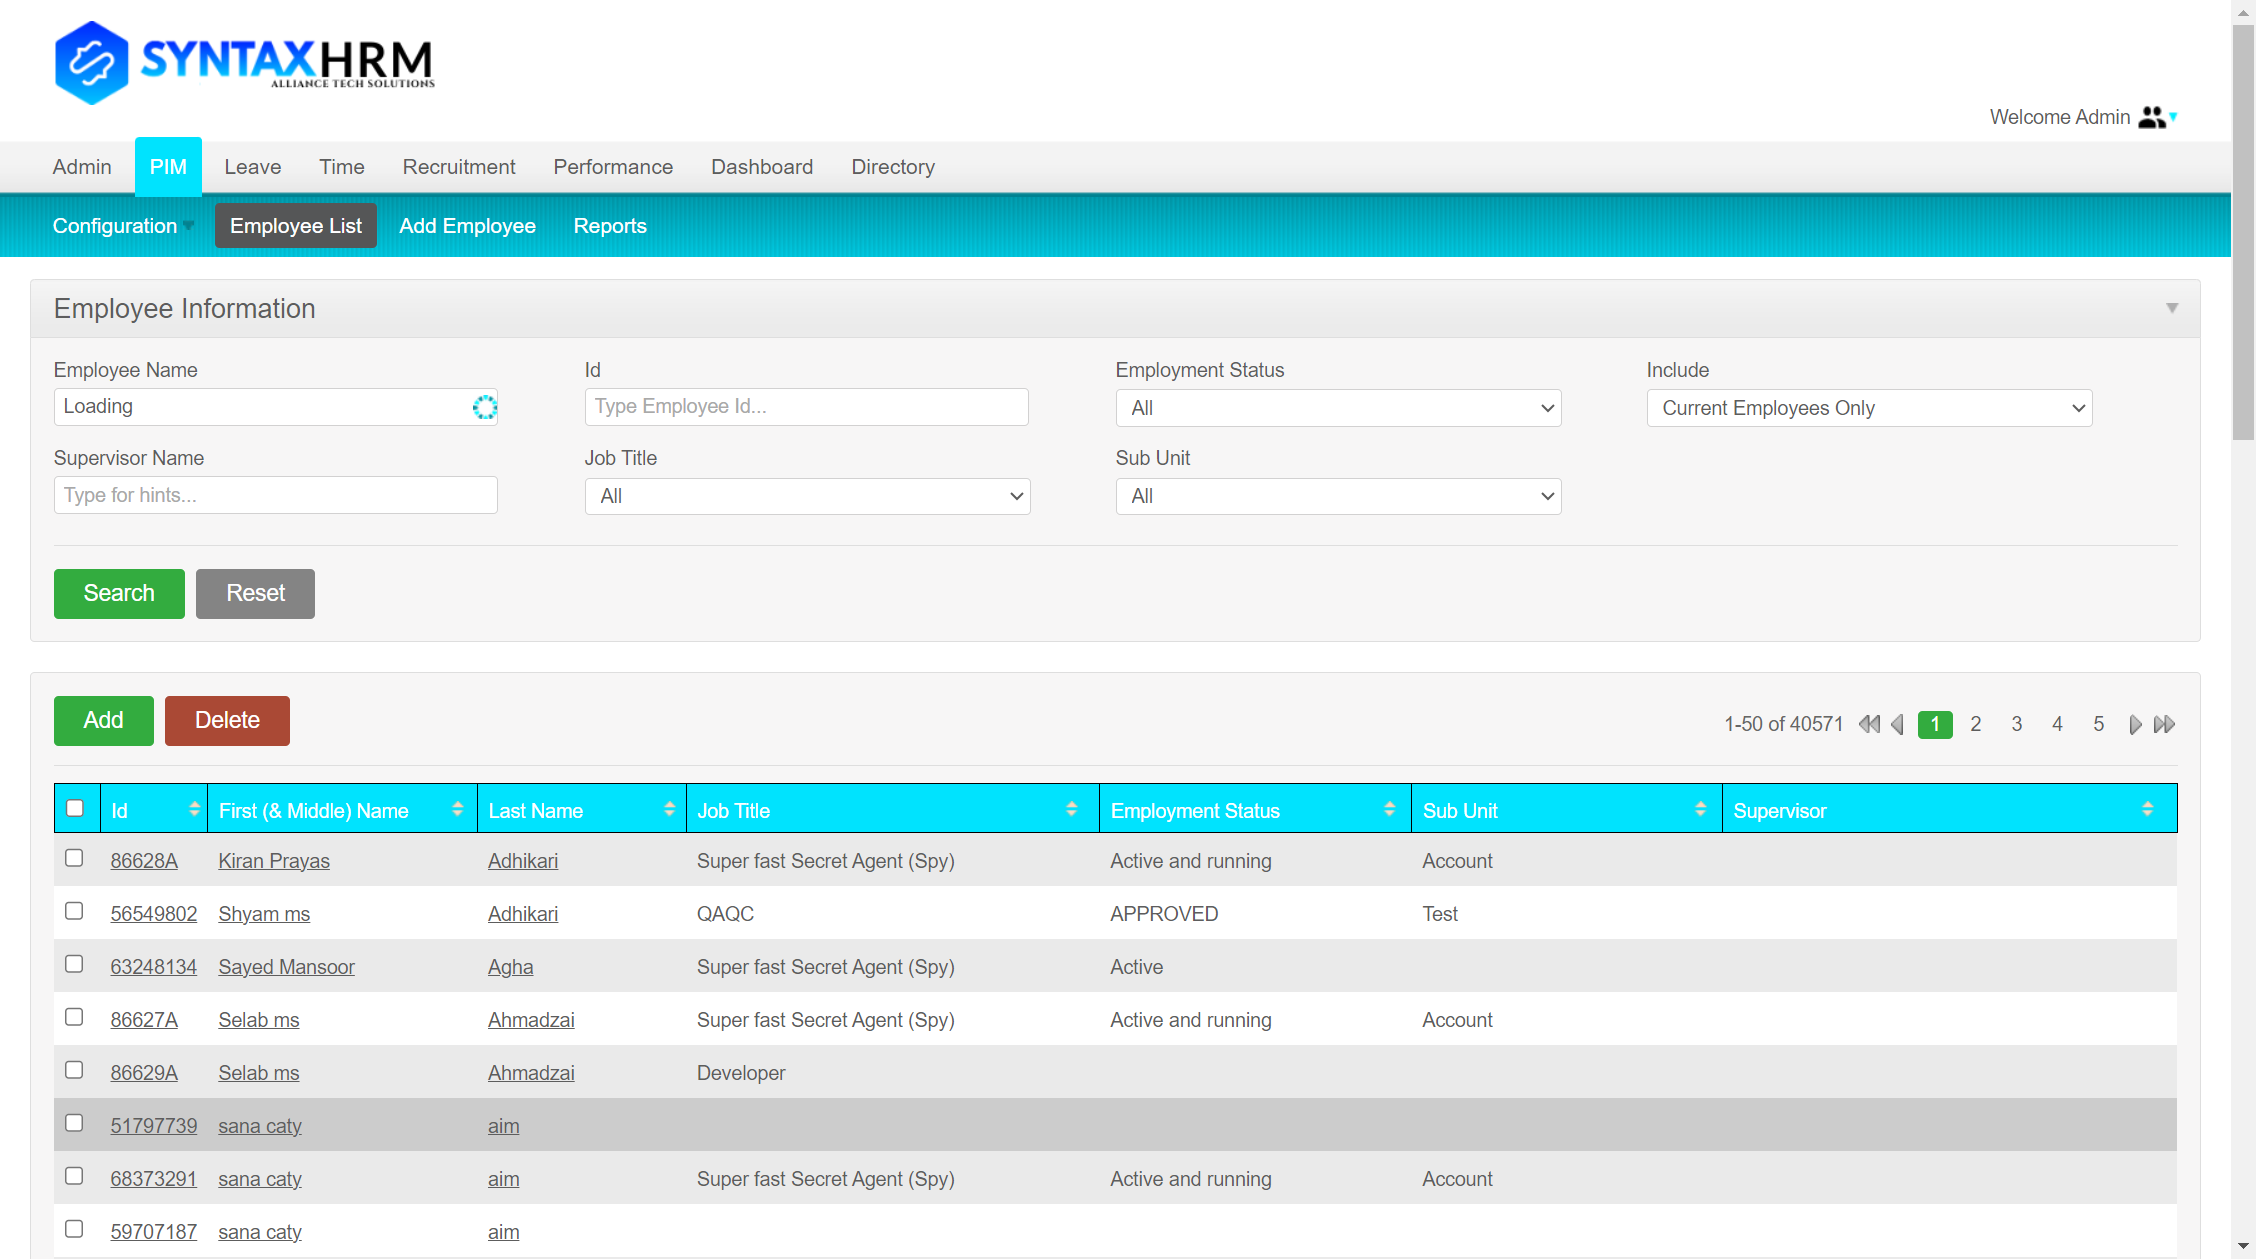 SYNTAXHRM
ALLIANCE TECH SOLUTIONS
Welcome Admin
Admin PIM Leave Time Recruitment Performance Dashboard Directory
Configuration Employee List Add Employee Reports
Employee Information
Employee Name Id Employment Status Include
Loading Type Employee Id... All Current Employees Only
Supervisor Name Job Title Sub Unit
Type for hints... All All
Search Reset
Add Delete 1-50 of 40571 1 2 3 4 5
Id First (& Middle) Name Last Name Job Title Employment Status Sub Unit Supervisor
86628A Kiran Prayas Adhikari Super fast Secret Agent (Spy) Active and running Account
56549802 Shyam ms Adhikari QAQC APPROVED Test
63248134 Sayed Mansoor Agha Super fast Secret Agent (Spy) Active
86627A Selab ms Ahmadzai Super fast Secret Agent (Spy) Active and running Account
86629A Selab ms Ahmadzai Developer
51797739 sana caty aim
68373291 sana caty aim Super fast Secret Agent (Spy) Active and running Account
59707187 sana caty aim